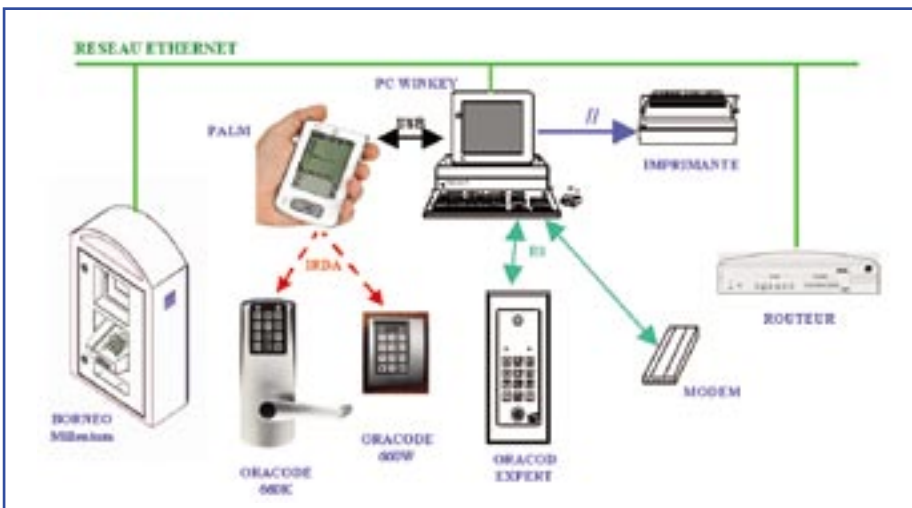 RESEAU ETHERNET
PC WINKEY
PALM
USB
//
IMPRIMANTE
IRDA
RS
ROUTEUR
MODEM
BORNEO
Millenium
ORACODE
660W
ORACODE
660K
ORACOD
EXPERT